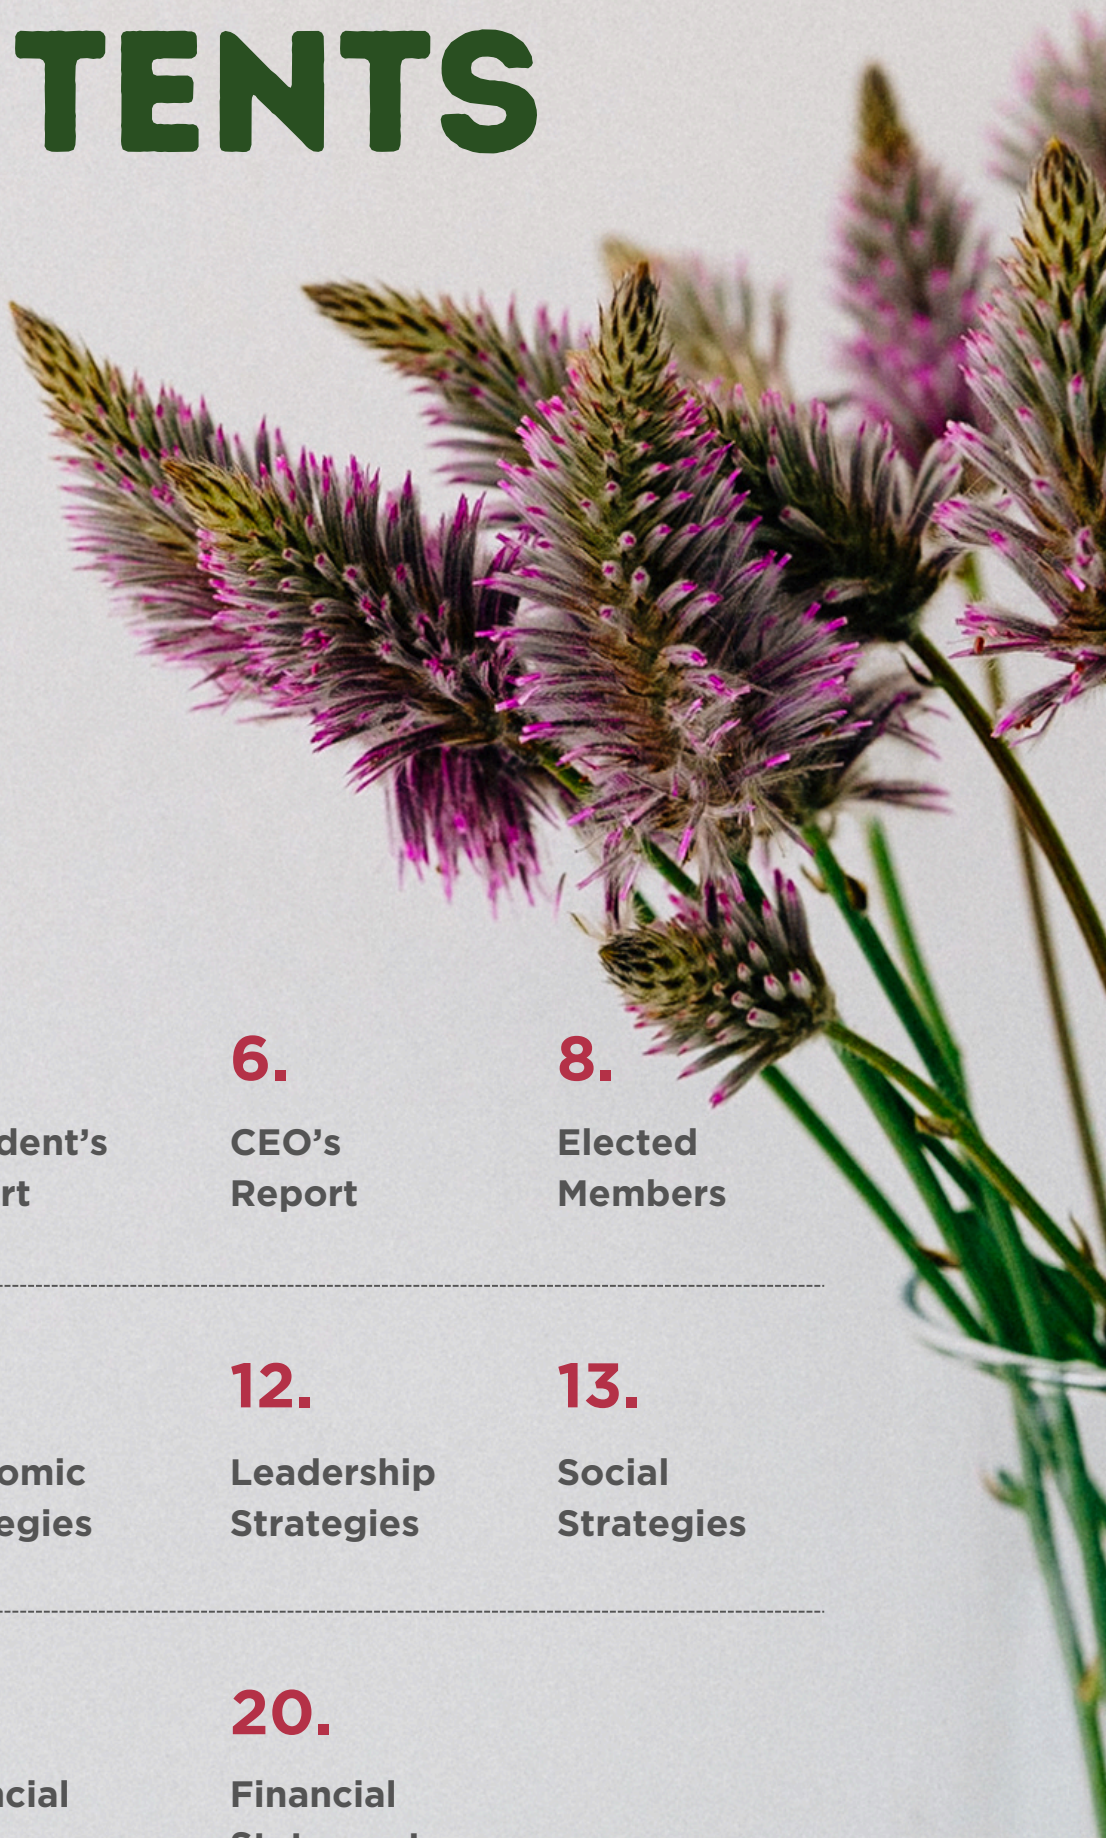 TENTS
6.
8.
dent’s
CEO’s
Elected
rt
Report
Members
12.
13.
omic
Leadership
Social
egies
Strategies
Strategies
20.
ncial
Financial